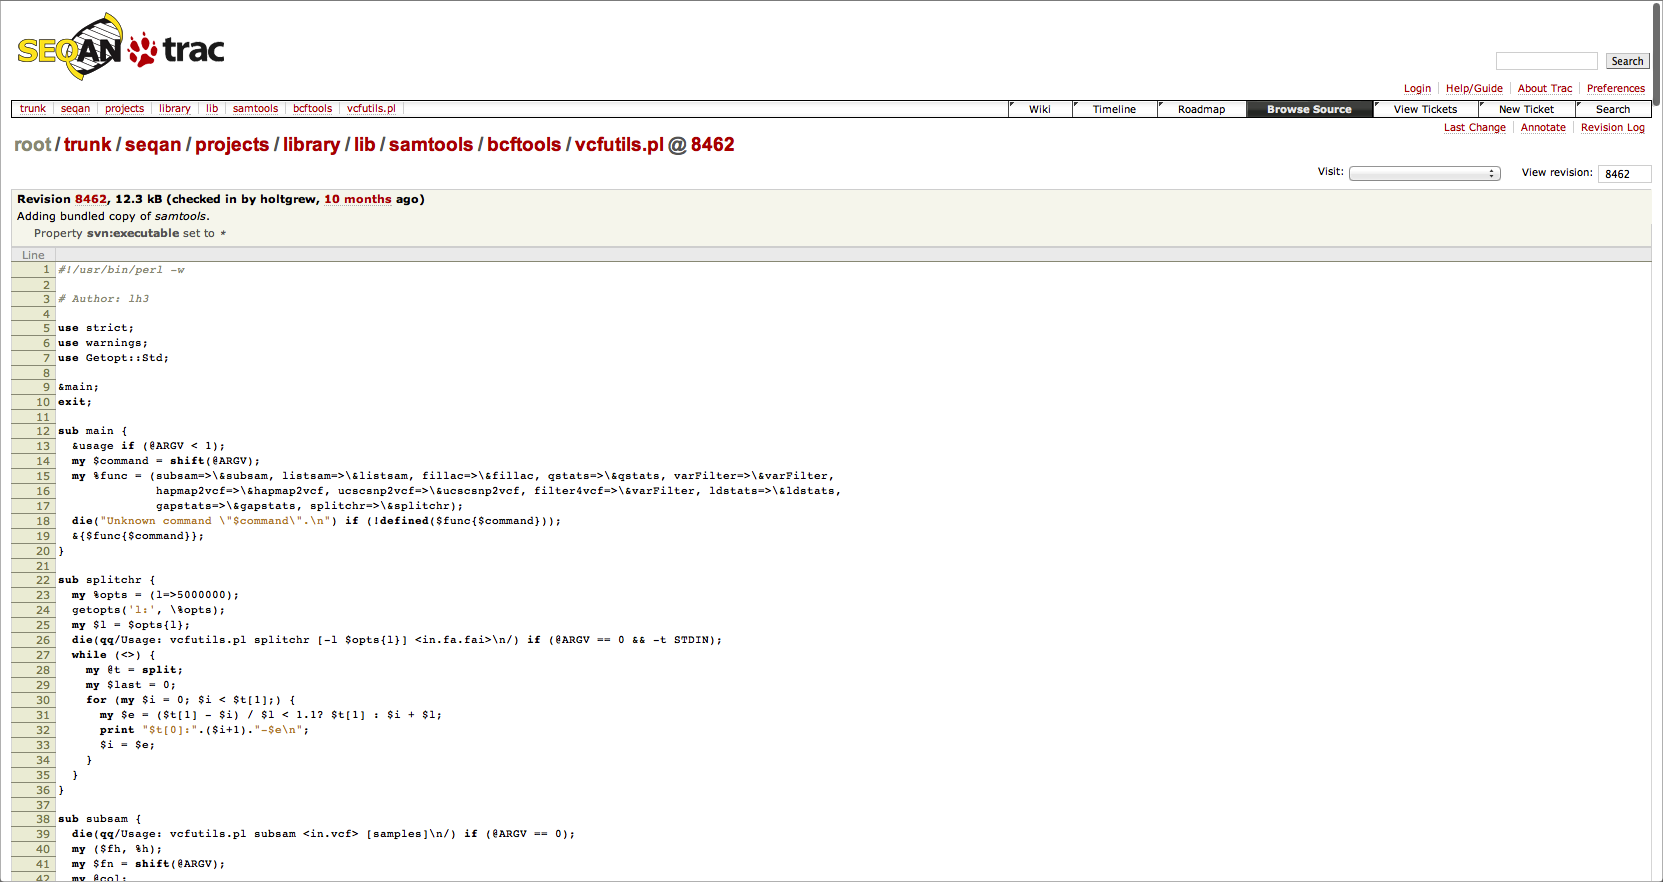 SEQAN trac
Search
Login Help/Guide About Trac Preferences
trunk seqan projects library lib samtools bcftools vcfutils.pl Wiki Timeline Roadmap Browse Source View Tickets New Ticket Search
Last Change Annotate Revision Log
root / trunk / seqan / projects / library / lib / samtools / bcftools / vcfutils.pl @ 8462
Visit: View revision: 8462
Revision 8462, 12.3 kB (checked in by holtgrew, 10 months ago)
Adding bundled copy of samtools.
Property svn:executable set to *
Line
1 #!/usr/bin/perl -w
2
3 # Author: lh3
4
5 use strict;
6 use warnings;
7 use Getopt::Std;
8
9 &main;
10 exit;
11
12 sub main {
13 &usage if (@ARGV < 1);
14 my $command = shift(@ARGV);
15 my %func = (subsam=>\&subsam, listsam=>\&listsam, fillac=>\&fillac, qstats=>\&qstats, varFilter=>\&varFilter,
16 hapmap2vcf=>\&hapmap2vcf, ucscsnp2vcf=>\&ucscsnp2vcf, filter4vcf=>\&varFilter, ldstats=>\&ldstats,
17 gapstats=>\&gapstats, splitchr=>\&splitchr);
18 die("Unknown command \"$command\".\n") if (!defined($func{$command}));
19 &{$func{$command}};
20 }
21
22 sub splitchr {
23 my %opts = (l=>5000000);
24 getopts('l:', \%opts);
25 my $l = $opts{l};
26 die(qq/Usage: vcfutils.pl splitchr [-l $opts{l}] <in.fa.fai>\n/) if (@ARGV == 0 && -t STDIN);
27 while (<>) {
28 my @t = split;
29 my $last = 0;
30 for (my $i = 0; $i < $t[1];) {
31 my $e = ($t[1] - $i) / $l < 1.1? $t[1] : $i + $l;
32 print "$t[0]:".($i+1)."-$e\n";
33 $i = $e;
34 }
35 }
36 }
37
38 sub subsam {
39 die(qq/Usage: vcfutils.pl subsam <in.vcf> [samples]\n/) if (@ARGV == 0);
40 my ($fh, %h);
41 my $fn = shift(@ARGV);
42 my @col;